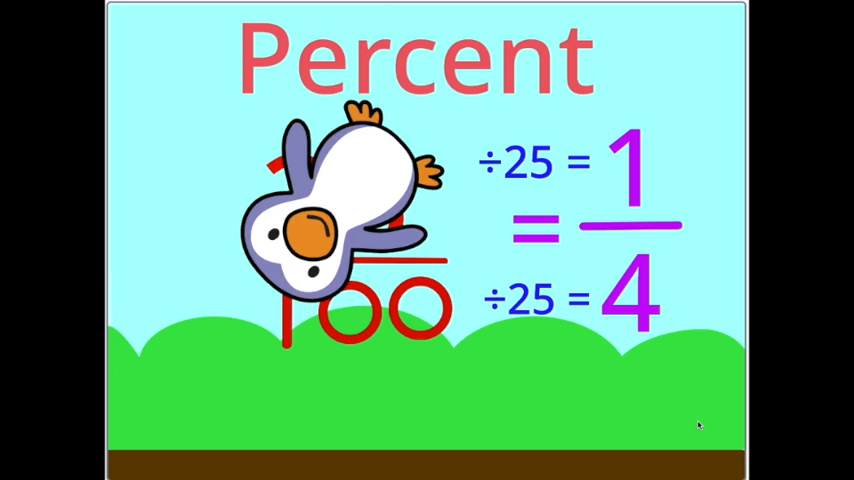 Percent
÷25 = 1
=
100
÷25 = 4